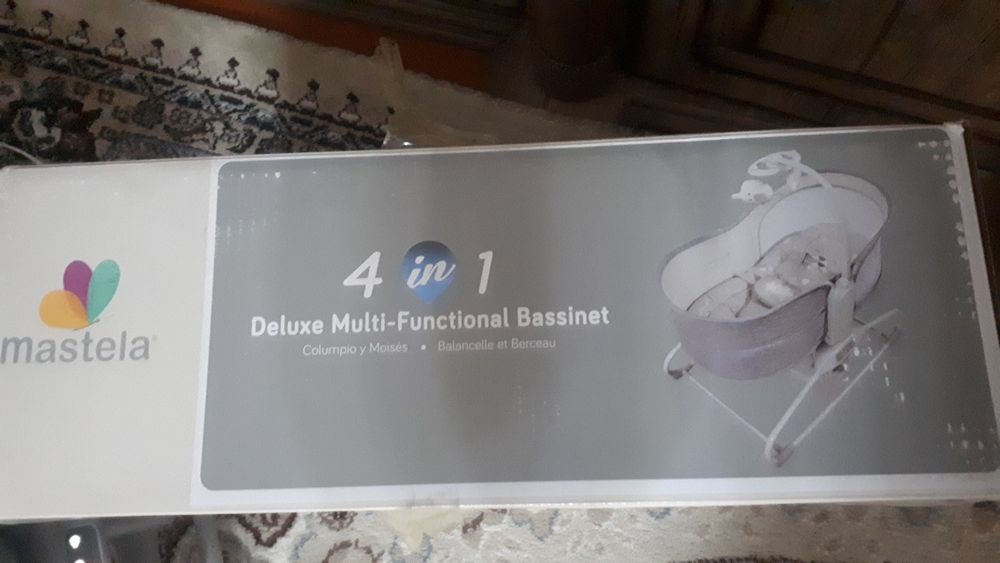 mastela®
4 in 1
Deluxe Multi-Functional Bassinet
Columpio y Moisés • Balancelle et Berceau